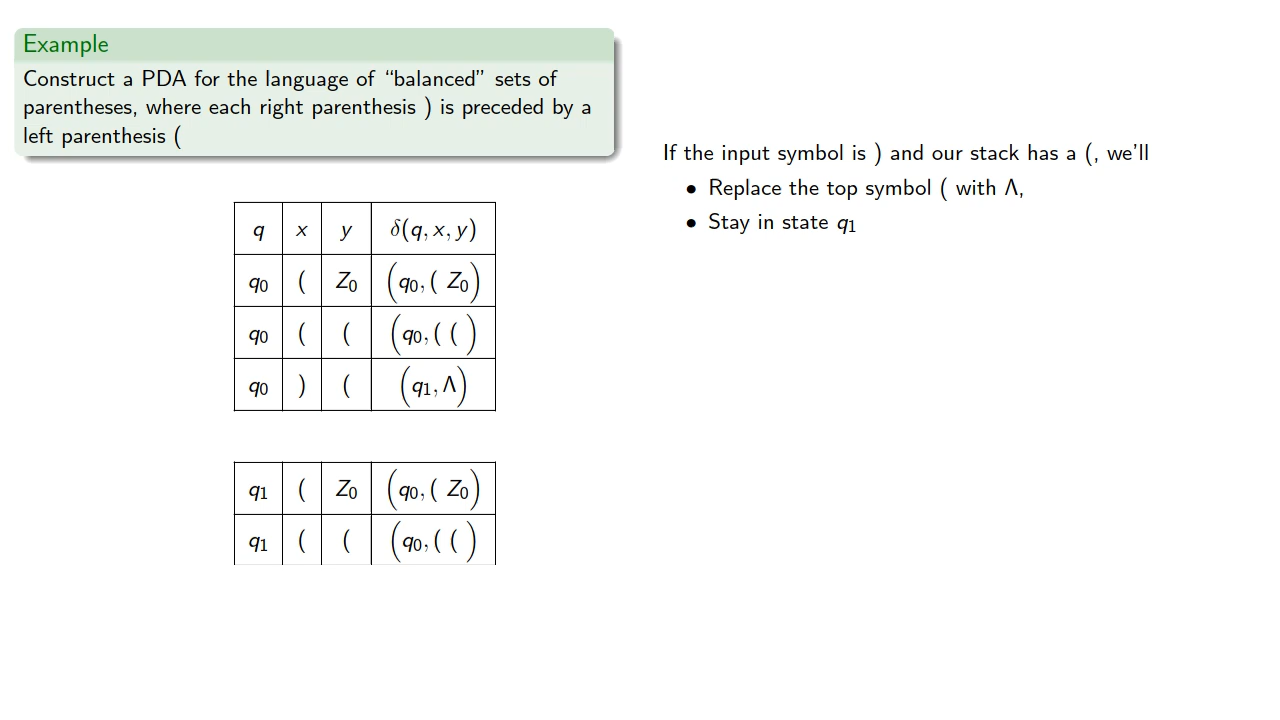 Example
Construct a PDA for the language of “balanced” sets of
parentheses, where each right parenthesis ) is preceded by a
left parenthesis (
If the input symbol is ) and our stack has a (, we’ll
• Replace the top symbol ( with Λ,
• Stay in state q₁
q x y δ(q, x, y)
q₀ ( Z₀ (q₀, ( Z₀)
q₀ ( ( (q₀, ( ( )
q₀ ) ( (q₁, Λ)
q₁ ( Z₀ (q₀, ( Z₀)
q₁ ( ( (q₀, ( ( )